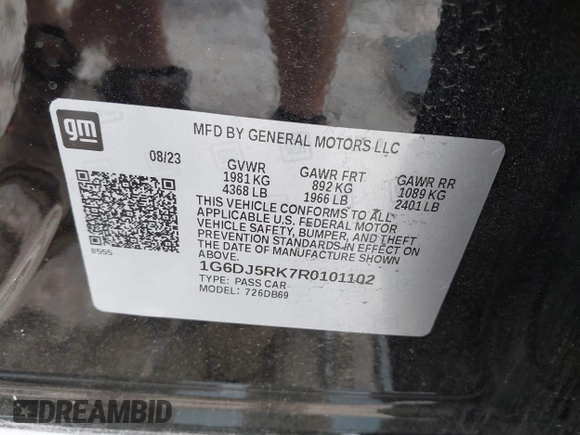 gm
MFD BY GENERAL MOTORS LLC
08/23 GVWR GAWR FRT GAWR RR
1981 KG 892 KG 1089 KG
4368 LB 1966 LB 2401 LB
THIS VEHICLE CONFORMS TO ALL
APPLICABLE U.S. FEDERAL MOTOR
VEHICLE SAFETY, BUMPER, AND THEFT
PREVENTION STANDARDS IN EFFECT ON
THE DATE OF MANUFACTURE SHOWN
ABOVE.
#555
1G6DJ5RK7R0101102
TYPE: PASS CAR
MODEL: 726DB69
DREAMBID